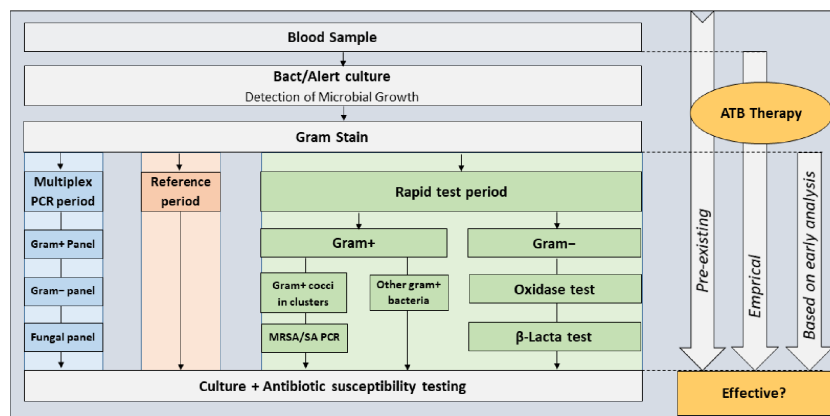 Blood Sample
Bact/Alert culture
Detection of Microbial Growth
Gram Stain
Multiplex
PCR period
Gram+ Panel
Gram− panel
Fungal panel
Reference
period
Rapid test period
Gram+
Gram−
Gram+ cocci
in clusters
Other gram+
bacteria
Oxidase test
MRSA/SA PCR
β-Lacta test
Culture + Antibiotic susceptibility testing
ATB Therapy
Pre-existing
Emprical
Based on early analysis
Effective?